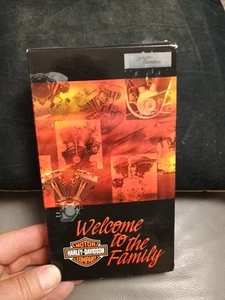 Welcome
to the
Family
MOTOR
HARLEY-DAVIDSON
COMPANY